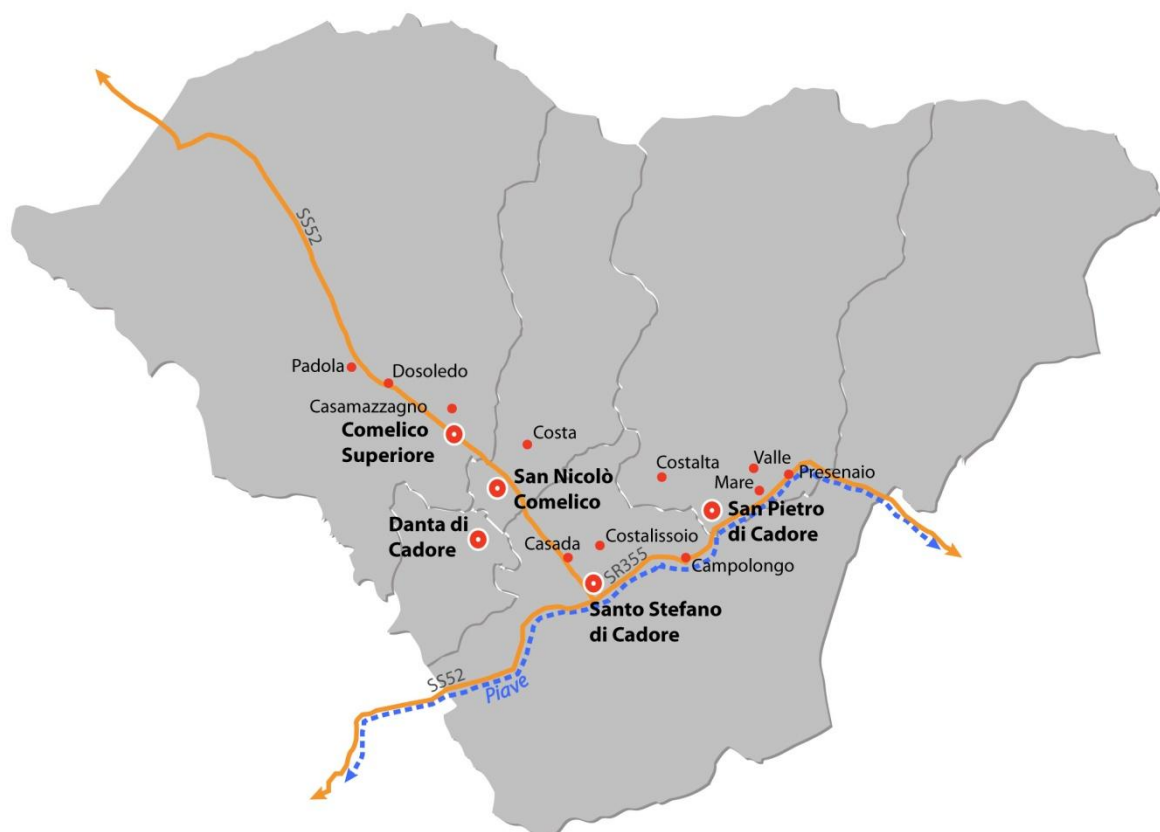 SS52
Padola
Dosoledo
Casamazzagno
Comelico
Superiore
Costa
San Nicolò
Comelico
Danta di
Cadore
Casada
Costalissoio
Costalta
Valle
Mare
Presenaio
San Pietro
di Cadore
SR355
Campolongo
Santo Stefano
di Cadore
SS52
Piave